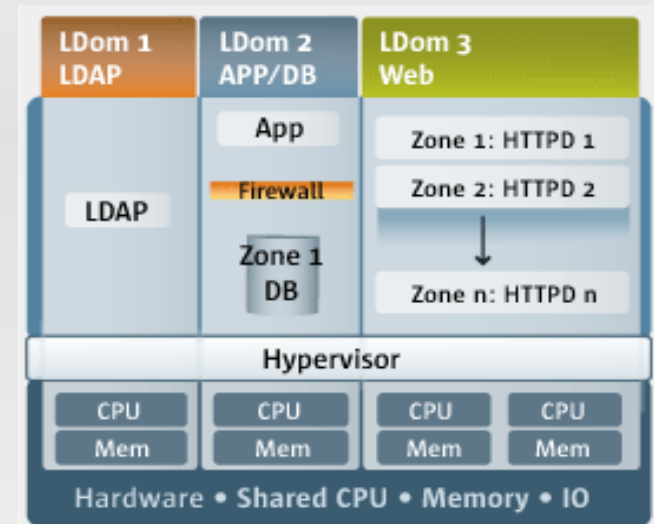 LDom 1
LDAP
LDom 2
APP/DB
LDom 3
Web
LDAP
App
Firewall
Zone 1
DB
Zone 1: HTTPD 1
Zone 2: HTTPD 2
Zone n: HTTPD n
Hypervisor
CPU
Mem
CPU
Mem
CPU
Mem
CPU
Mem
Hardware • Shared CPU • Memory • IO